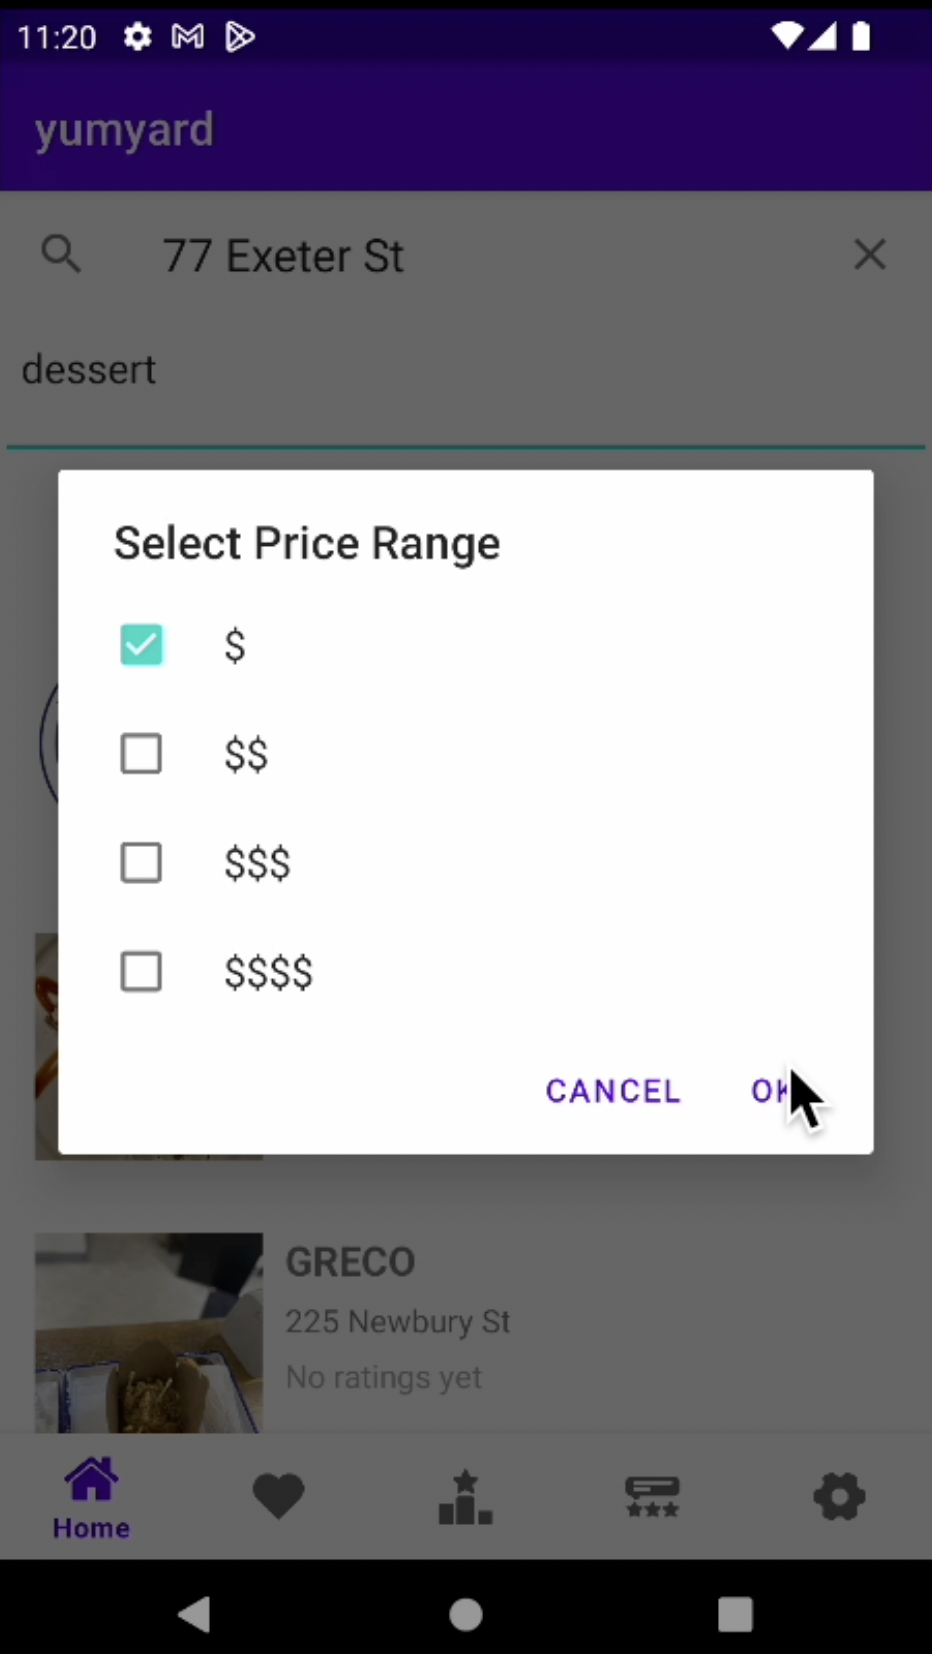 11:20
yumyard
77 Exeter St
dessert
Select Price Range
$
$$
$$$
$$$$
CANCEL OK
GRECO
225 Newbury St
No ratings yet
Home